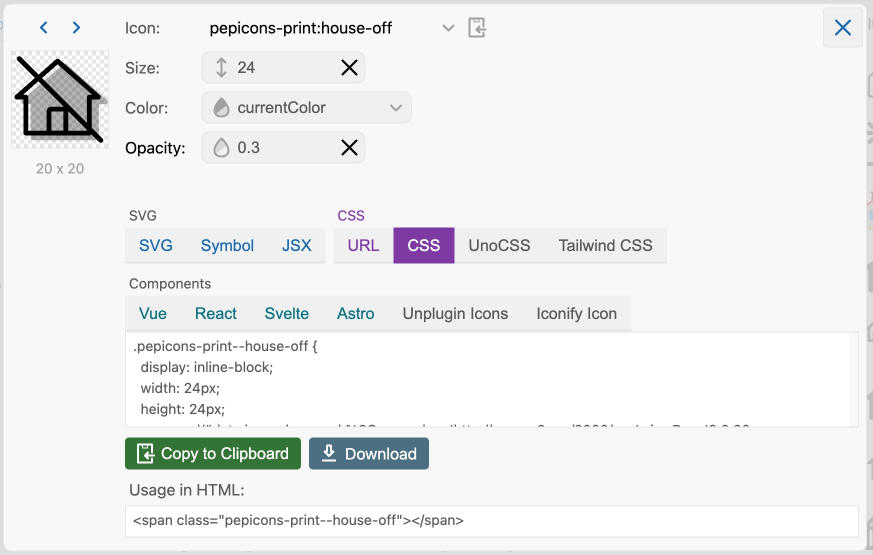 Icon: pepicons-print:house-off
Size: 24
Color: currentColor
Opacity: 0.3
20 x 20
SVG CSS
SVG Symbol JSX URL CSS UnoCSS Tailwind CSS
Components
Vue React Svelte Astro Unplugin Icons Iconify Icon
.pepicons-print--house-off {
display: inline-block;
width: 24px;
height: 24px;
Copy to Clipboard Download
Usage in HTML:
<span class="pepicons-print--house-off"></span>